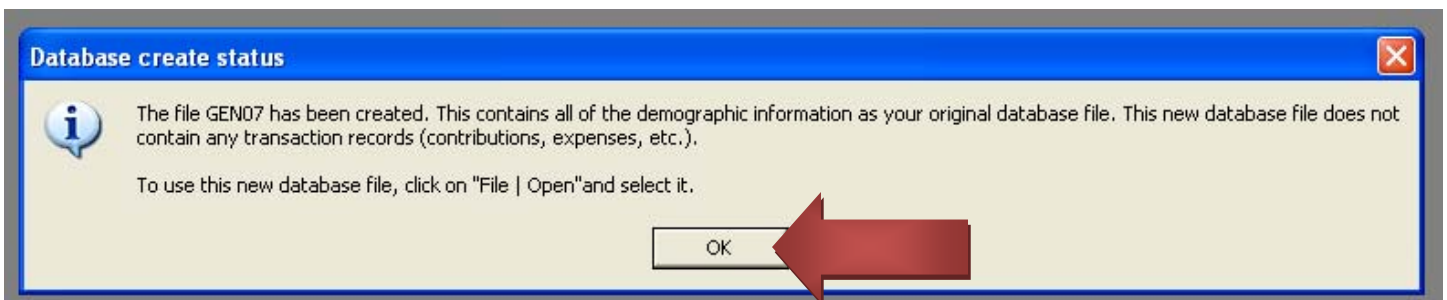 Database create status
The file GEN07 has been created. This contains all of the demographic information as your original database file. This new database file does not
contain any transaction records (contributions, expenses, etc.).
To use this new database file, click on "File | Open"and select it.
OK